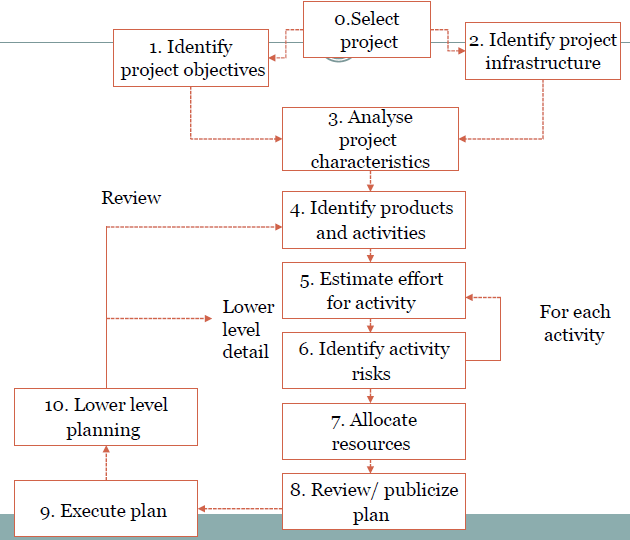 0.Select
project
1. Identify
project objectives
2. Identify project
infrastructure
3. Analyse
project
characteristics
Review
4. Identify products
and activities
5. Estimate effort
for activity
Lower
level
detail
For each
activity
6. Identify activity
risks
10. Lower level
planning
7. Allocate
resources
8. Review/ publicize
plan
9. Execute plan